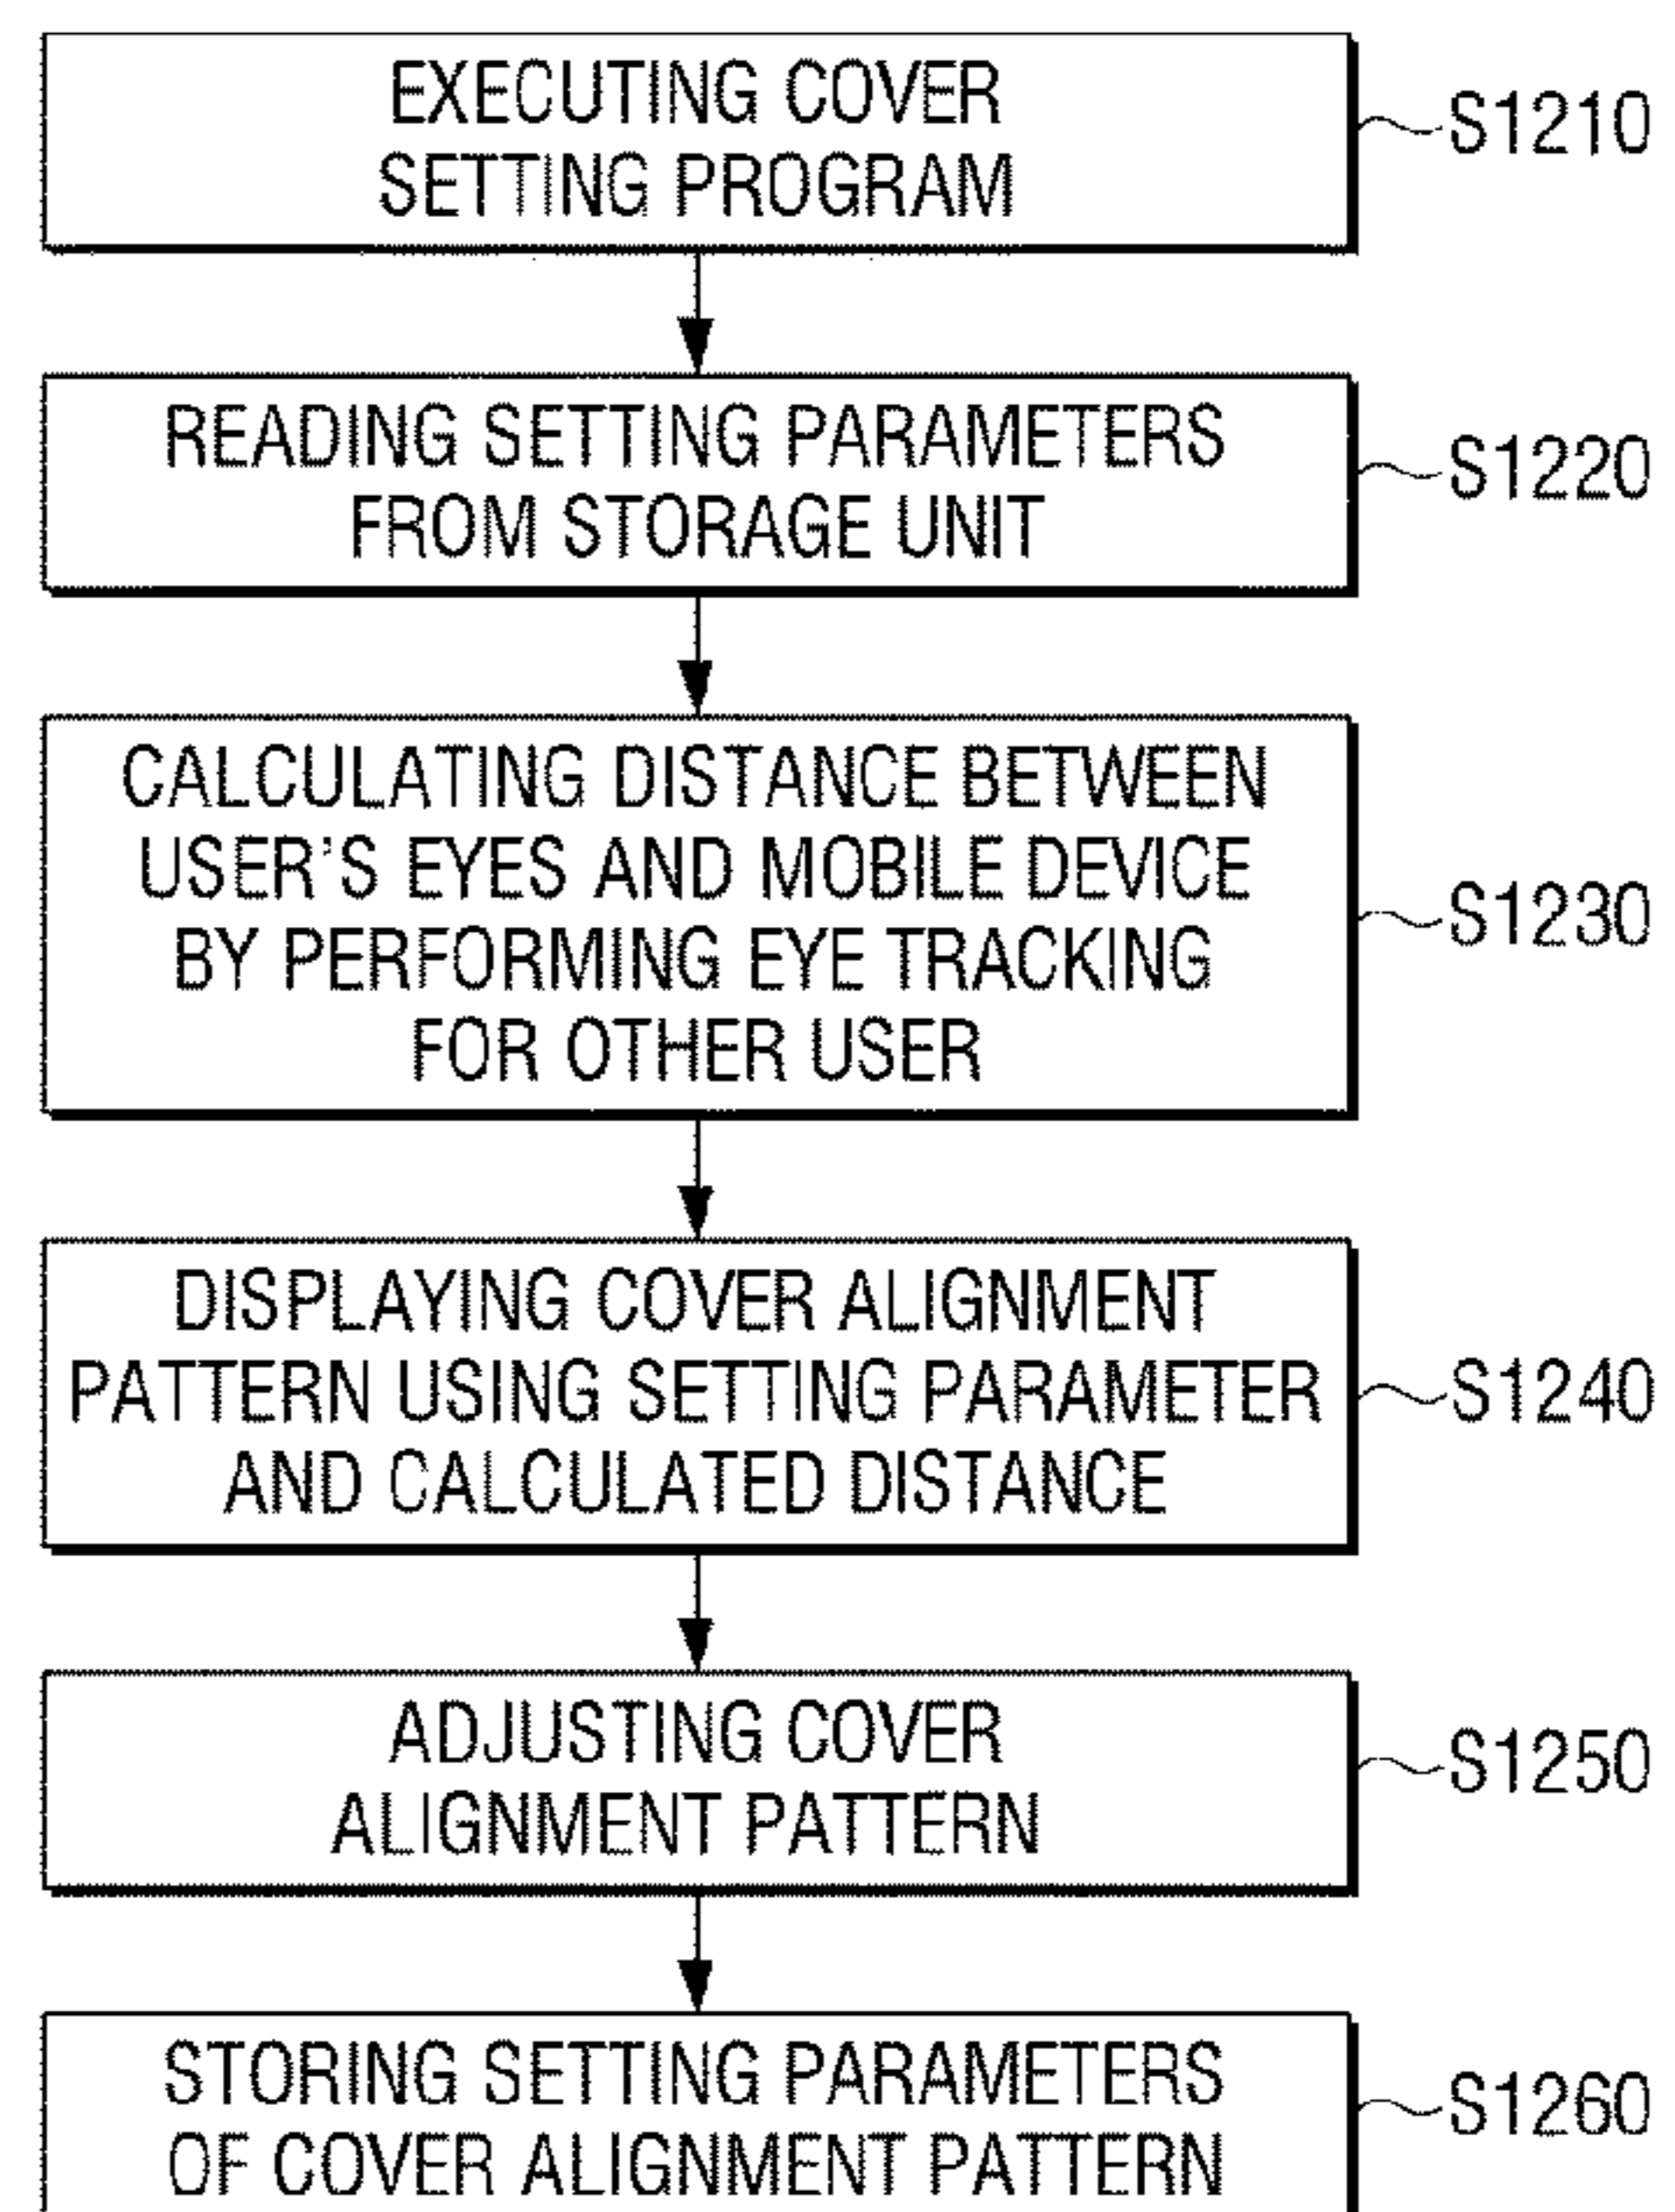 EXECUTING COVER
SETTING PROGRAM
S1210
READING SETTING PARAMETERS
FROM STORAGE UNIT
S1220
CALCULATING DISTANCE BETWEEN
USER'S EYES AND MOBILE DEVICE
BY PERFORMING EYE TRACKING
FOR OTHER USER
S1230
DISPLAYING COVER ALIGNMENT
PATTERN USING SETTING PARAMETER
AND CALCULATED DISTANCE
S1240
ADJUSTING COVER
ALIGNMENT PATTERN
S1250
STORING SETTING PARAMETERS
OF COVER ALIGNMENT PATTERN
S1260